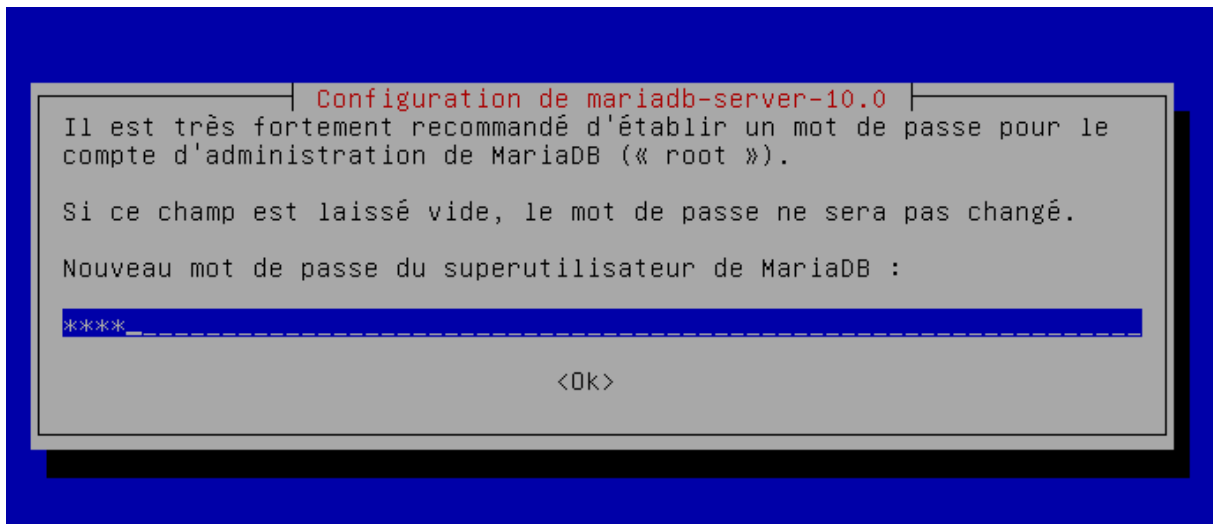 Configuration de mariadb-server-10.0
Il est très fortement recommandé d'établir un mot de passe pour le
compte d'administration de MariaDB (« root »).
Si ce champ est laissé vide, le mot de passe ne sera pas changé.
Nouveau mot de passe du superutilisateur de MariaDB :
****_______________________________________________________________
<Ok>